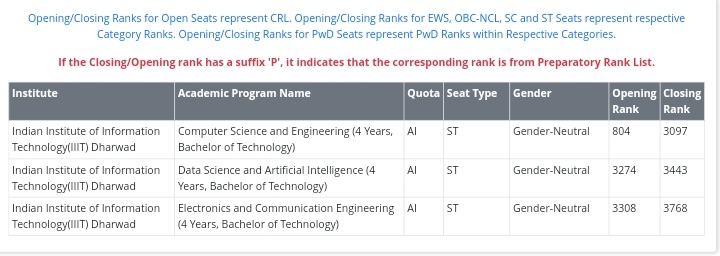 Opening/Closing Ranks for Open Seats represent CRL. Opening/Closing Ranks for EWS, OBC-NCL, SC and ST Seats represent respective
Category Ranks. Opening/Closing Ranks for PwD Seats represent PwD Ranks within Respective Categories.
If the Closing/Opening rank has a suffix 'P', it indicates that the corresponding rank is from Preparatory Rank List.
Institute Academic Program Name Quota Seat Type Gender Opening Closing
Rank Rank
Indian Institute of Information Computer Science and Engineering (4 Years, AI ST Gender-Neutral 804 3097
Technology(IIIT) Dharwad Bachelor of Technology)
Indian Institute of Information Data Science and Artificial Intelligence (4 AI ST Gender-Neutral 3274 3443
Technology(IIIT) Dharwad Years, Bachelor of Technology)
Indian Institute of Information Electronics and Communication Engineering AI ST Gender-Neutral 3308 3768
Technology(IIIT) Dharwad (4 Years, Bachelor of Technology)